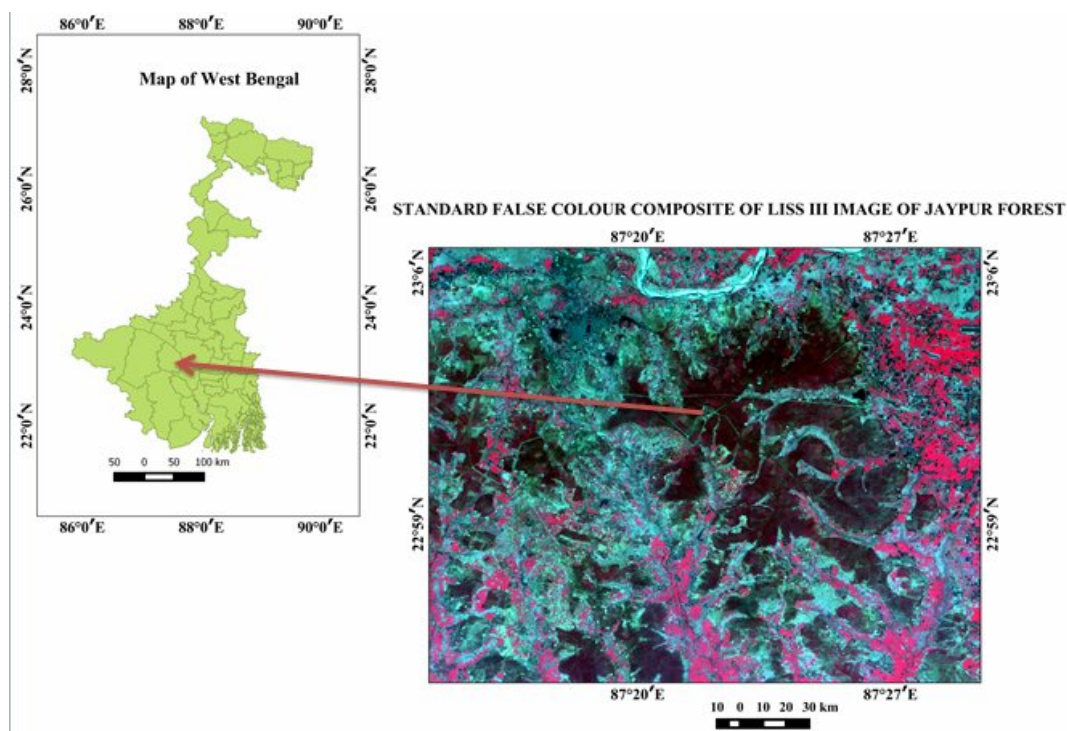 86°0′E 88°0′E 90°0′E
Map of West Bengal
28°0′N 28°0′N
26°0′N 26°0′N
24°0′N 24°0′N
22°0′N 22°0′N
50 0 50 100 km
86°0′E 88°0′E 90°0′E
STANDARD FALSE COLOUR COMPOSITE OF LISS III IMAGE OF JAYPUR FOREST
87°20′E 87°27′E
23°6′N 23°6′N
22°59′N 22°59′N
87°20′E 87°27′E
10 0 10 20 30 km